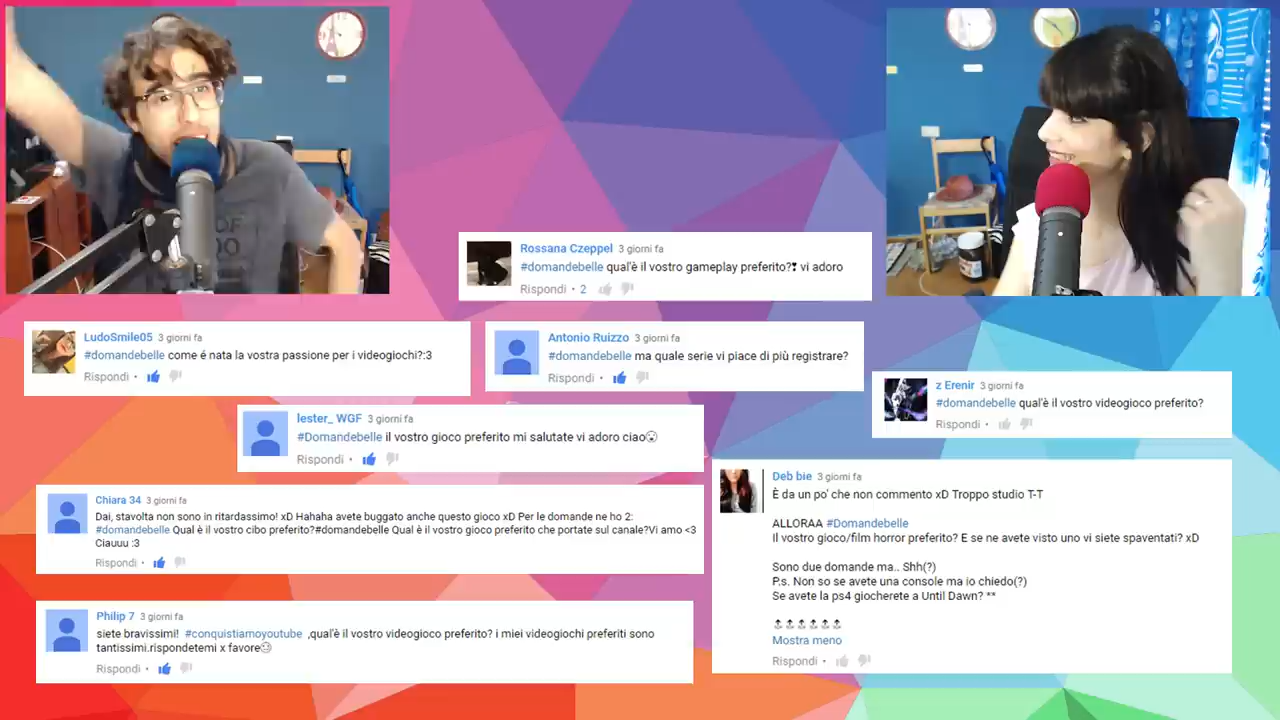 Rossana Czeppel 3 giorni fa
#domandebelle qual'è il vostro gameplay preferito?❣ vi adoro
Rispondi • 2
LudoSmile05 3 giorni fa
#domandebelle come é nata la vostra passione per i videogiochi?:3
Rispondi •
Antonio Ruizzo 3 giorni fa
#domandebelle ma quale serie vi piace di più registrare?
Rispondi •
z Erenir 3 giorni fa
#domandebelle qual'è il vostro videogioco preferito?
Rispondi •
lester_ WGF 3 giorni fa
#Domandebelle il vostro gioco preferito mi salutate vi adoro ciao😮
Rispondi •
Chiara 34 3 giorni fa
Dai, stavolta non sono in ritardassimo! xD Hahaha avete buggato anche questo gioco xD Per le domande ne ho 2:
#domandebelle Qual è il vostro cibo preferito?#domandebelle Qual è il vostro gioco preferito che portate sul canale?Vi amo <3
Ciauuu :3
Rispondi •
Deb bie 3 giorni fa
È da un po' che non commento xD Troppo studio T-T
ALLORAA #Domandebelle
Il vostro gioco/film horror preferito? E se ne avete visto uno vi siete spaventati? xD
Sono due domande ma.. Shh(?)
P.s. Non so se avete una console ma io chiedo(?)
Se avete la ps4 giocherete a Until Dawn? **
Mostra meno
Rispondi •
Philip 7 3 giorni fa
siete bravissimi! #conquistiamoyoutube ,qual'è il vostro videogioco preferito? i miei videogiochi preferiti sono
tantissimi.rispondetemi x favore😉
Rispondi •